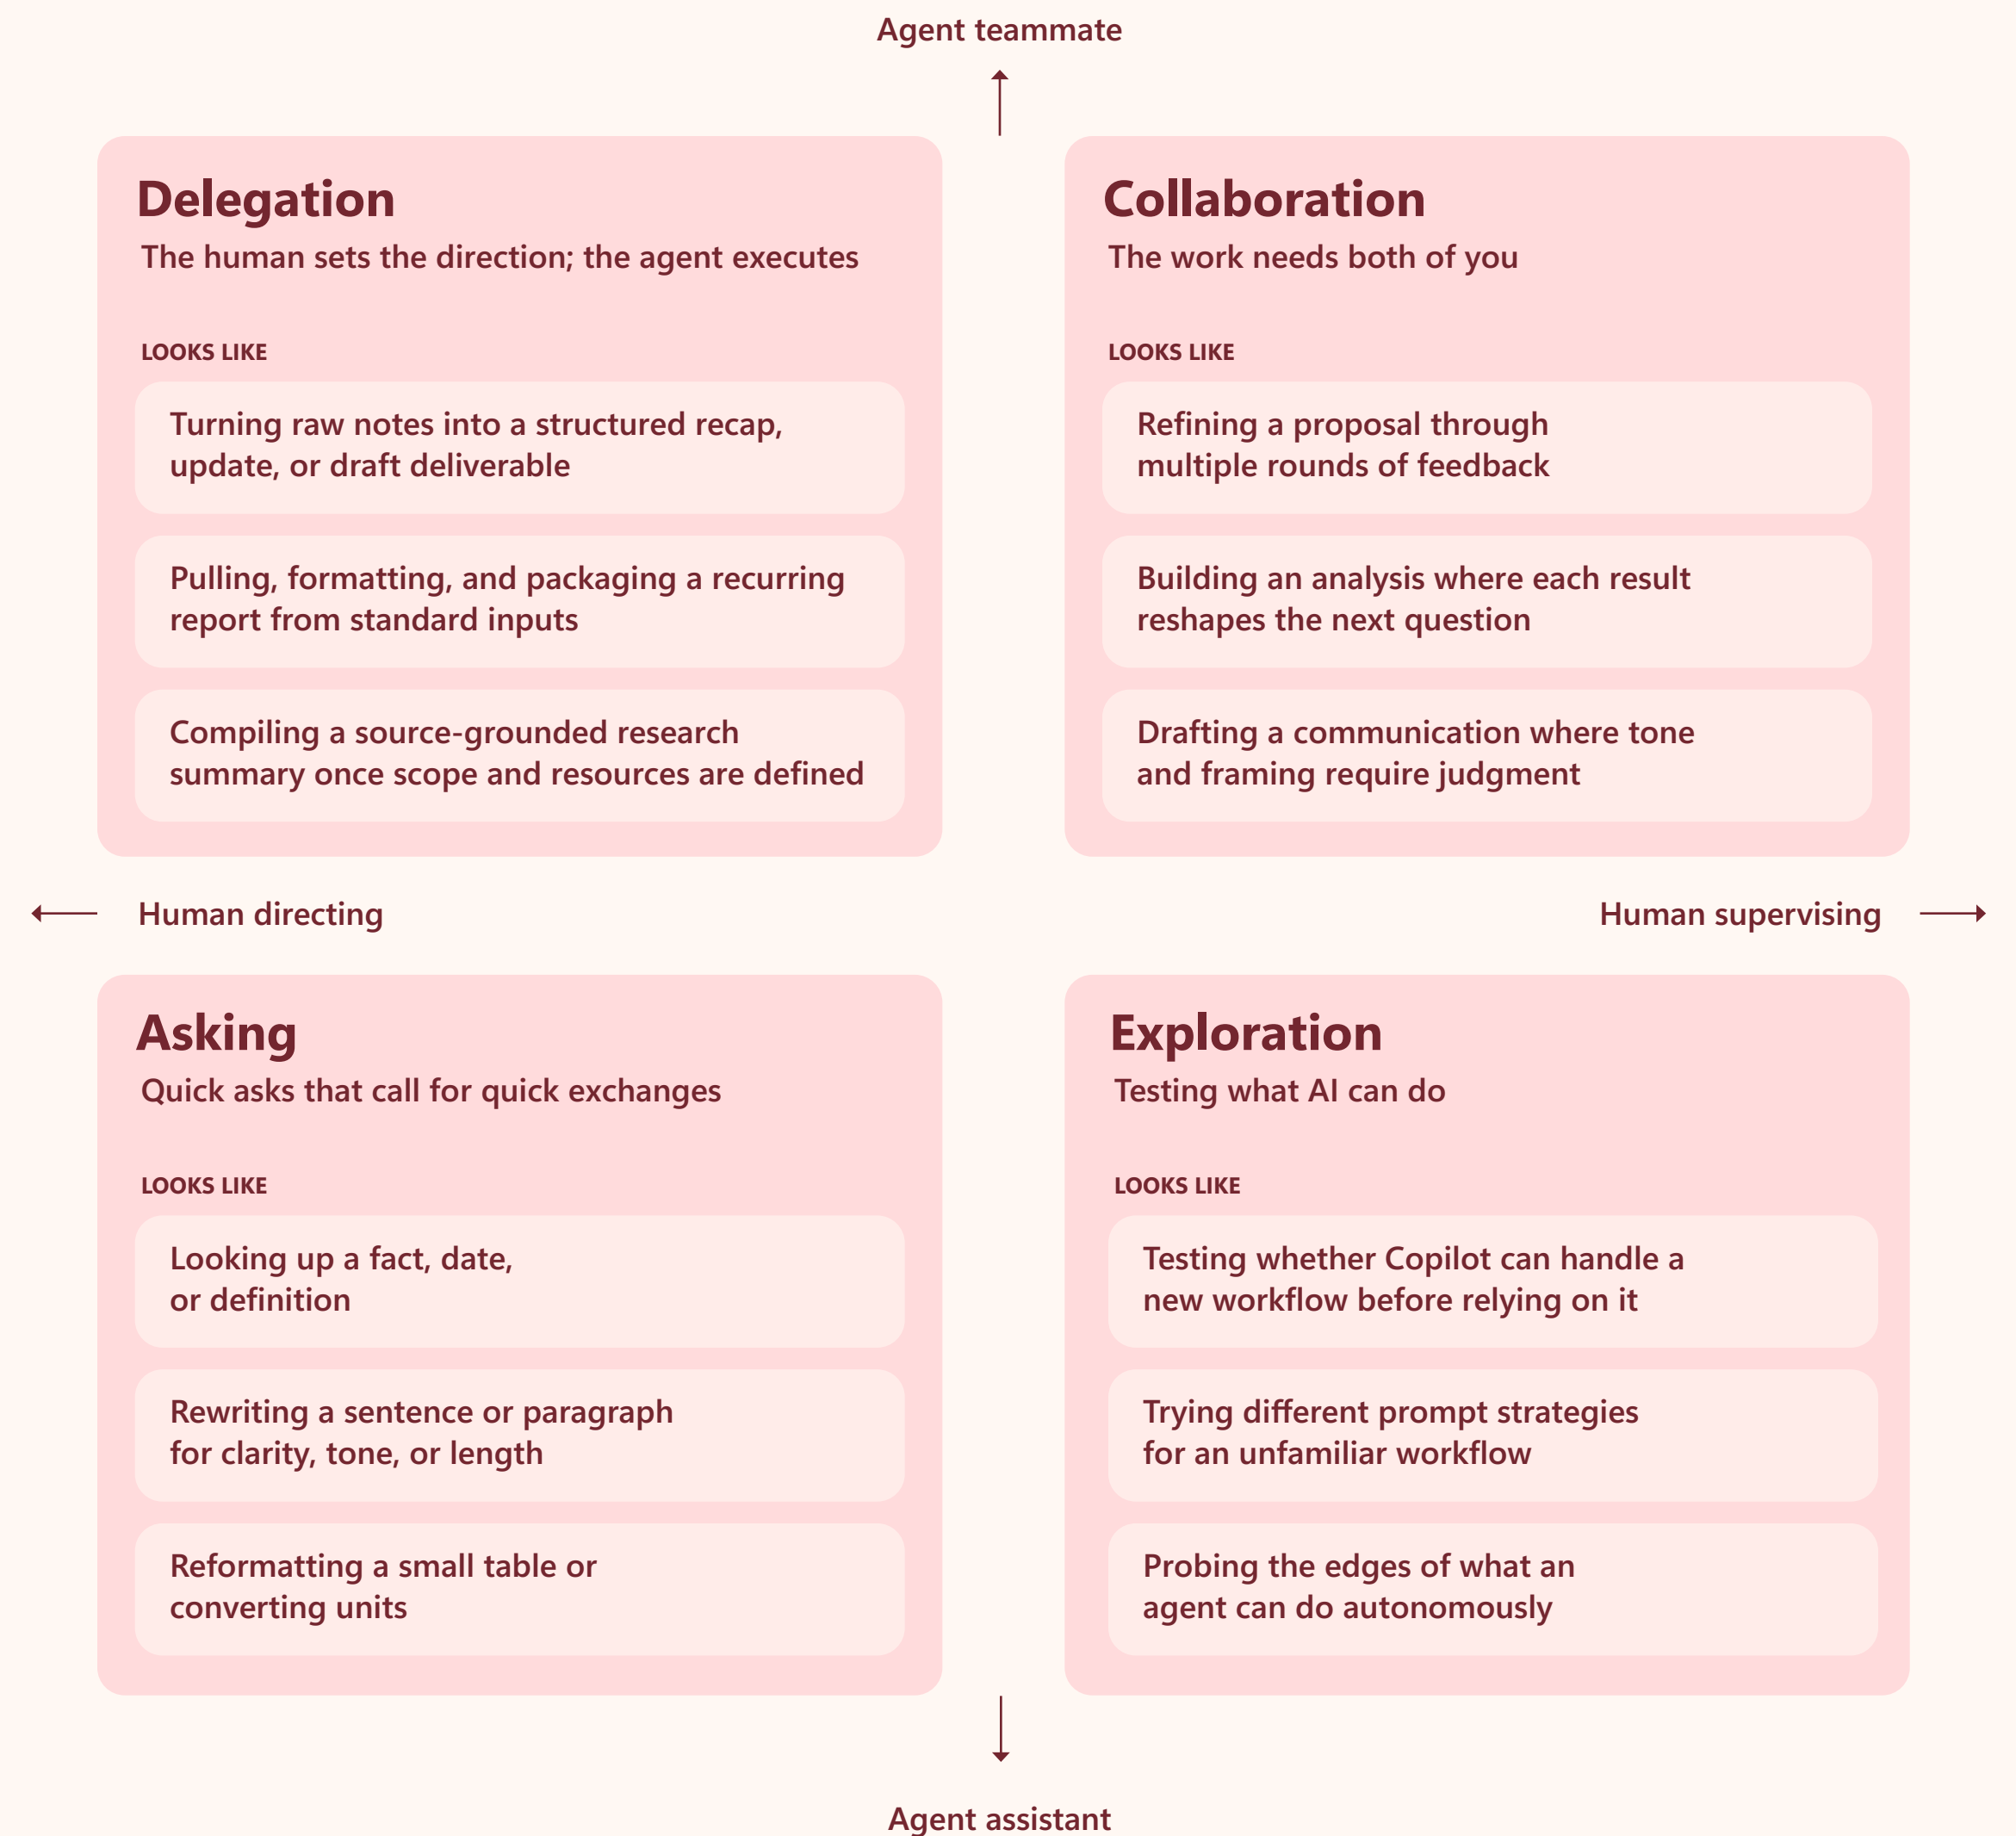 Agent teammate
Delegation
The human sets the direction; the agent executes
LOOKS LIKE
Turning raw notes into a structured recap,
update, or draft deliverable
Pulling, formatting, and packaging a recurring
report from standard inputs
Compiling a source-grounded research
summary once scope and resources are defined
Collaboration
The work needs both of you
LOOKS LIKE
Refining a proposal through
multiple rounds of feedback
Building an analysis where each result
reshapes the next question
Drafting a communication where tone
and framing require judgment
Human directing
Human supervising
Asking
Quick asks that call for quick exchanges
LOOKS LIKE
Looking up a fact, date,
or definition
Rewriting a sentence or paragraph
for clarity, tone, or length
Reformatting a small table or
converting units
Exploration
Testing what AI can do
LOOKS LIKE
Testing whether Copilot can handle a
new workflow before relying on it
Trying different prompt strategies
for an unfamiliar workflow
Probing the edges of what an
agent can do autonomously
Agent assistant